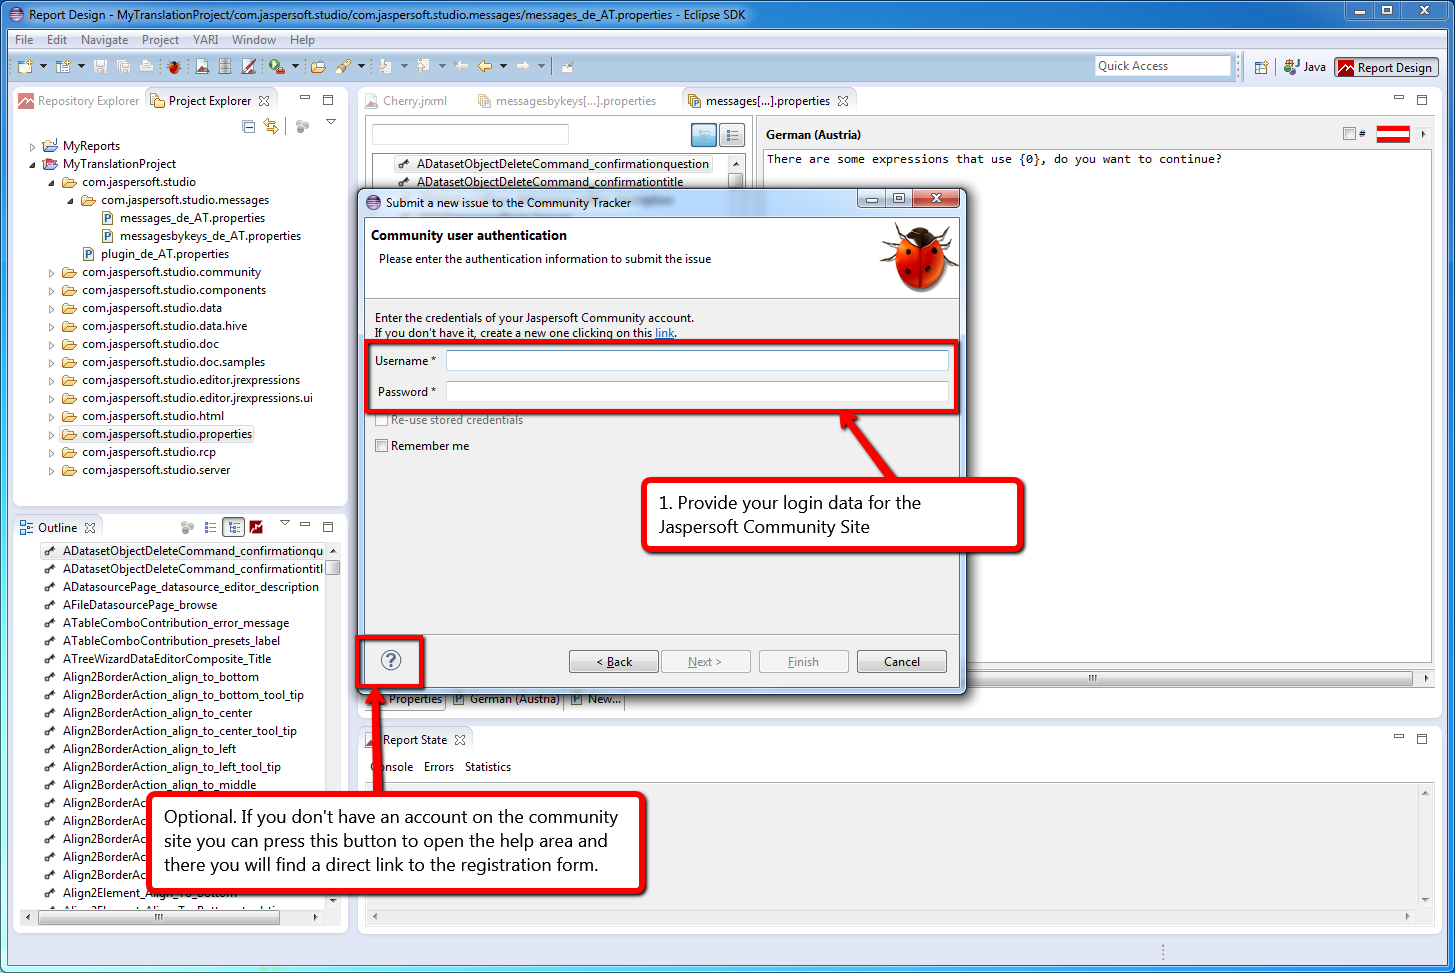 Report Design - MyTranslationProject/com.jaspersoft.studio/com.jaspersoft.studio.messages/messages_de_AT.properties - Eclipse SDK
File Edit Navigate Project YARI Window Help
Quick Access
Java
Report Design
Repository Explorer
Project Explorer
MyReports
MyTranslationProject
com.jaspersoft.studio
com.jaspersoft.studio.messages
messages_de_AT.properties
messagesbykeys_de_AT.properties
plugin_de_AT.properties
com.jaspersoft.studio.community
com.jaspersoft.studio.components
com.jaspersoft.studio.data
com.jaspersoft.studio.data.hive
com.jaspersoft.studio.doc
com.jaspersoft.studio.doc.samples
com.jaspersoft.studio.editor.jrexpressions
com.jaspersoft.studio.editor.jrexpressions.ui
com.jaspersoft.studio.html
com.jaspersoft.studio.properties
com.jaspersoft.studio.rcp
com.jaspersoft.studio.server
Cherry.jrxml
messagesbykeys[...].properties
messages[...].properties
ADatasetObjectDeleteCommand_confirmationquestion
ADatasetObjectDeleteCommand_confirmationtitle
German (Austria)
#
There are some expressions that use {0}, do you want to continue?
Submit a new issue to the Community Tracker
Community user authentication
Please enter the authentication information to submit the issue
Enter the credentials of your Jaspersoft Community account.
If you don't have it, create a new one clicking on this link.
Username *
Password *
Re-use stored credentials
Remember me
1. Provide your login data for the
Jaspersoft Community Site
?
< Back
Next >
Finish
Cancel
Properties
German (Austria)
New...
Outline
ADatasetObjectDeleteCommand_confirmationqu
ADatasetObjectDeleteCommand_confirmationtitl
ADatasourcePage_datasource_editor_description
AFileDatasourcePage_browse
ATableComboContribution_error_message
ATableComboContribution_presets_label
ATreeWizardDataEditorComposite_Title
Align2BorderAction_align_to_bottom
Align2BorderAction_align_to_bottom_tool_tip
Align2BorderAction_align_to_center
Align2BorderAction_align_to_center_tool_tip
Align2BorderAction_align_to_left
Align2BorderAction_align_to_left_tool_tip
Align2BorderAction_align_to_middle
Align2BorderAc
Align2BorderAc
Align2BorderAc
Align2BorderAc
Align2BorderAc
Align2Element_Align_To_bottom
Report State
Console Errors Statistics
Optional. If you don't have an account on the community
site you can press this button to open the help area and
there you will find a direct link to the registration form.